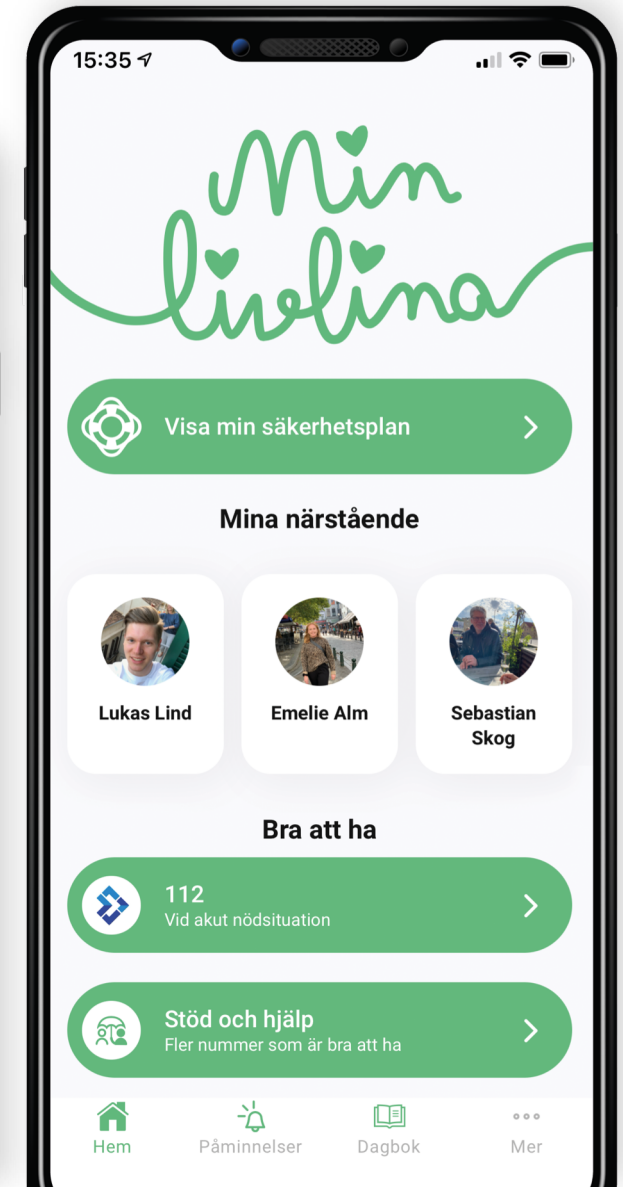 15:35
Min
livlina
Visa min säkerhetsplan
Mina närstående
Lukas Lind
Emelie Alm
Sebastian
Skog
Bra att ha
112
Vid akut nödsituation
Stöd och hjälp
Fler nummer som är bra att ha
Hem
Påminnelser
Dagbok
Mer